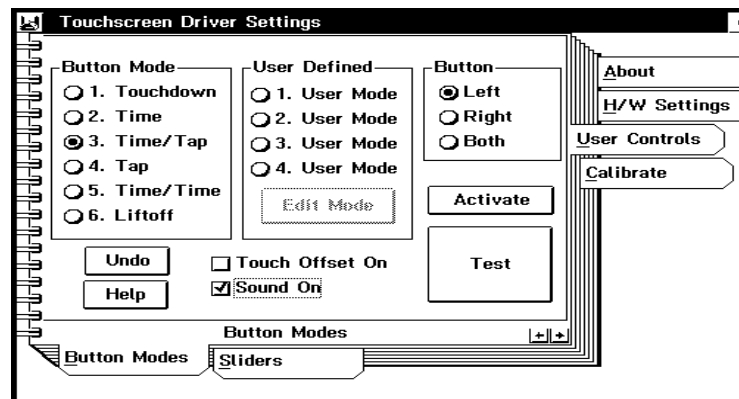 Touchscreen Driver Settings
Button Mode
1. Touchdown
2. Time
3. Time/Tap
4. Tap
5. Time/Time
6. Liftoff
User Defined
1. User Mode
2. User Mode
3. User Mode
4. User Mode
Edit Mode
Button
Left
Right
Both
Activate
Undo
Help
Touch Offset On
Sound On
Test
Button Modes
Button Modes
Sliders
About
H/W Settings
User Controls
Calibrate